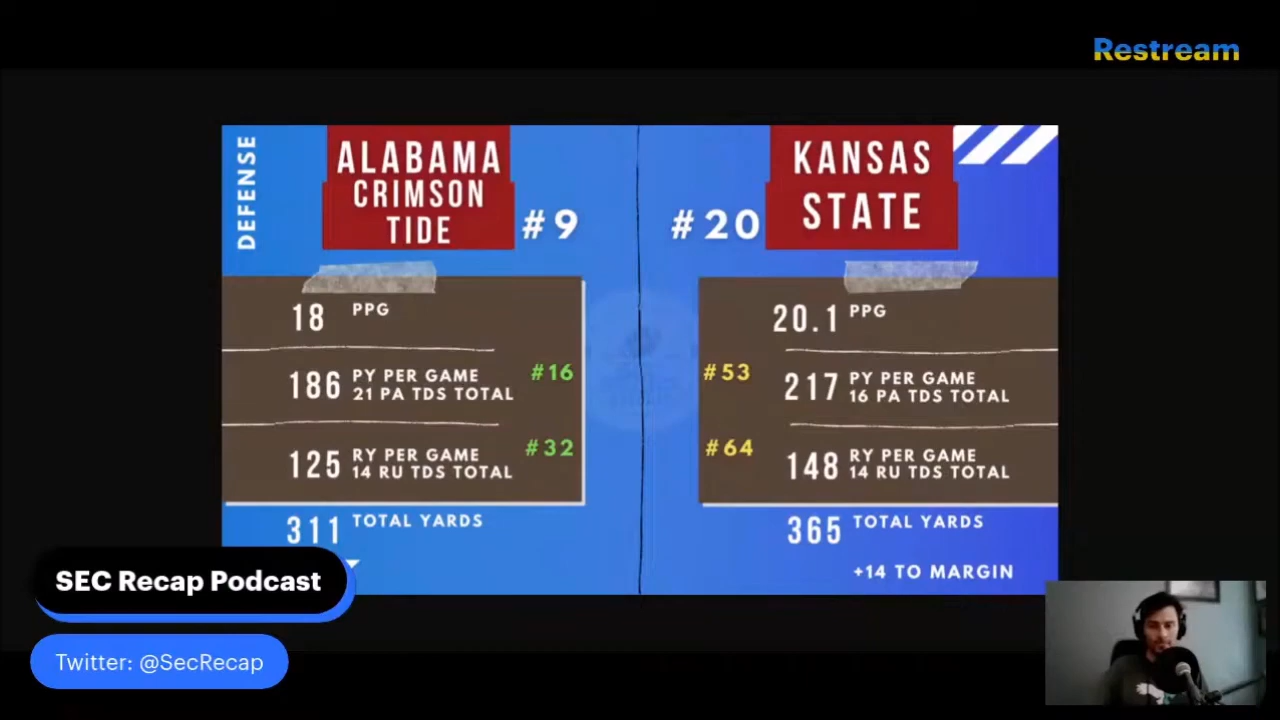 Restream
DEFENSE
ALABAMA
CRIMSON
TIDE
#9
18 PPG
186 PY PER GAME
21 PA TDS TOTAL
#16
125 RY PER GAME
14 RU TDS TOTAL
#32
311 TOTAL YARDS
KANSAS
STATE
#20
20.1 PPG
#53
217 PY PER GAME
16 PA TDS TOTAL
#64
148 RY PER GAME
14 RU TDS TOTAL
365 TOTAL YARDS
+14 TO MARGIN
SEC Recap Podcast
Twitter: @SecRecap